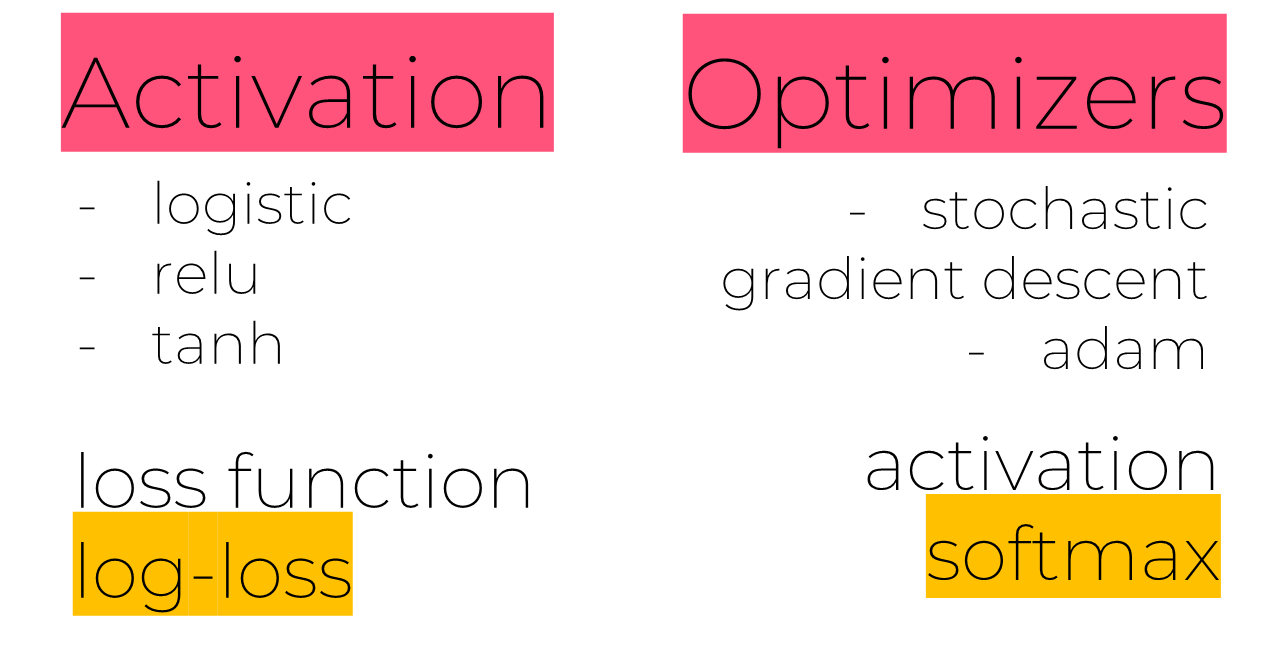 Activation
- logistic
- relu
- tanh
loss function
log-loss
Optimizers
- stochastic
gradient descent
- adam
activation
softmax